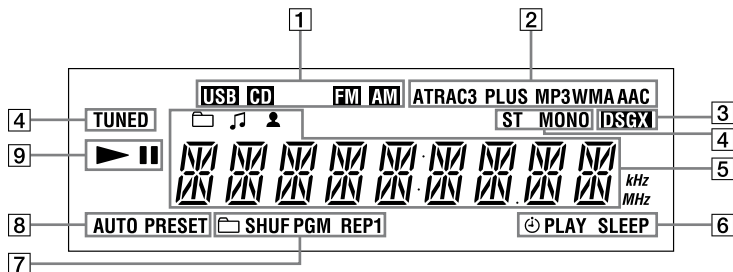 1 2
USB CD FM AM ATRAC3 PLUS MP3 WMA AAC
4 TUNED ST MONO DSGX 3
4
9 5
kHz
MHz
8 AUTO PRESET SHUF PGM REP1 PLAY SLEEP 6
7